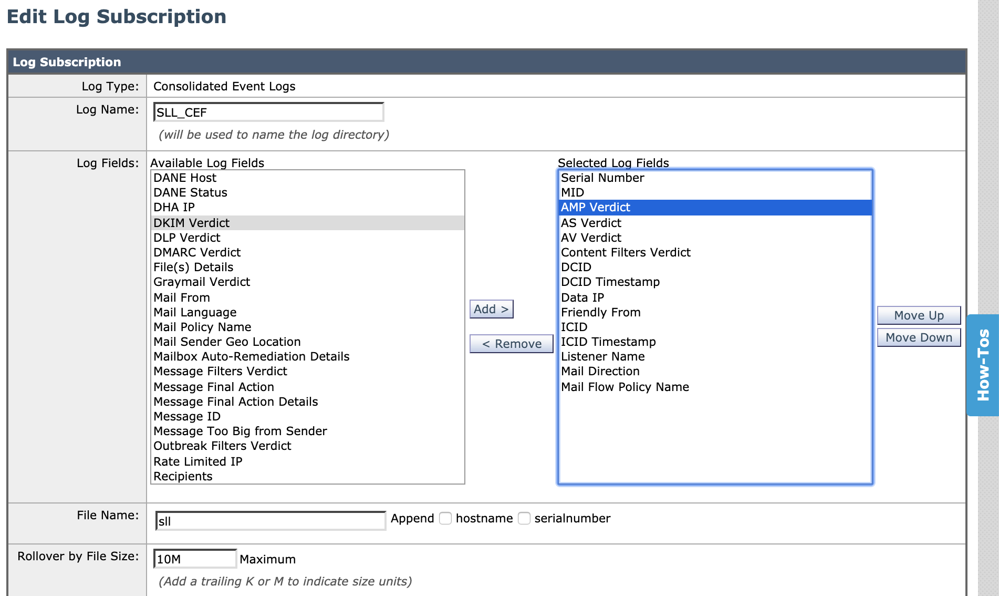 Edit Log Subscription
Log Subscription
Log Type: Consolidated Event Logs
Log Name: SLL_CEF
(will be used to name the log directory)
Log Fields:
Available Log Fields
DANE Host
DANE Status
DHA IP
DKIM Verdict
DLP Verdict
DMARC Verdict
File(s) Details
Graymail Verdict
Mail From
Mail Language
Mail Policy Name
Mail Sender Geo Location
Mailbox Auto-Remediation Details
Message Filters Verdict
Message Final Action
Message Final Action Details
Message ID
Message Too Big from Sender
Outbreak Filters Verdict
Rate Limited IP
Recipients
Add >
< Remove
Selected Log Fields
Serial Number
MID
AMP Verdict
AS Verdict
AV Verdict
Content Filters Verdict
DCID
DCID Timestamp
Data IP
Friendly From
ICID
ICID Timestamp
Listener Name
Mail Direction
Mail Flow Policy Name
Move Up
Move Down
How-Tos
File Name: sll Append hostname serialnumber
Rollover by File Size: 10M Maximum
(Add a trailing K or M to indicate size units)